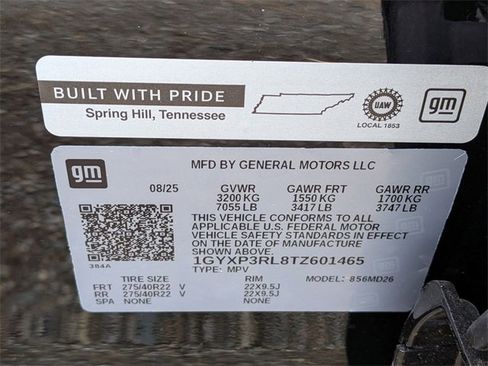 BUILT WITH PRIDE
Spring Hill, Tennessee
UAW
LOCAL 1853
gm
gm
MFD BY GENERAL MOTORS LLC
08/25 GVWR GAWR FRT GAWR RR
3200 KG 1550 KG 1700 KG
7055 LB 3417 LB 3747 LB
THIS VEHICLE CONFORMS TO ALL
APPLICABLE U.S. FEDERAL MOTOR
VEHICLE SAFETY STANDARDS IN EFFECT
ON THE DATE OF MANUFACTURE SHOWN ABOVE.
384A
1GYXP3RL8TZ601465
TYPE: MPV MODEL: 856MD26
TIRE SIZE RIM
FRT 275/40R22 V 22X9.5J
RR 275/40R22 V 22X9.5J
SPA NONE NONE